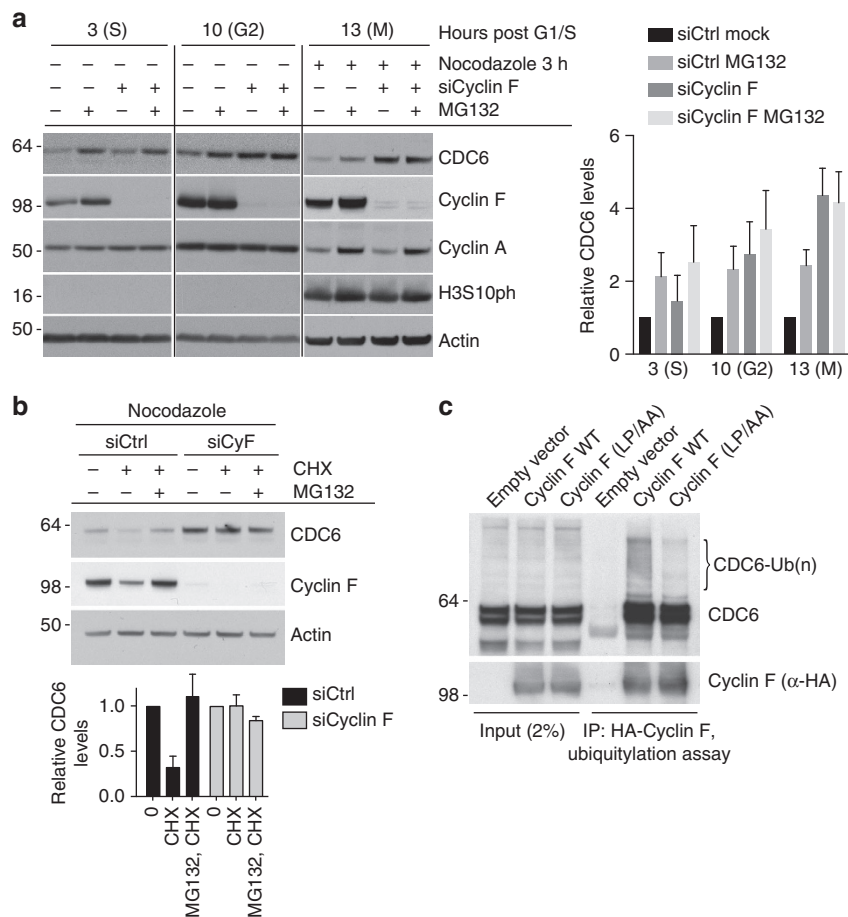 a
3 (S) 10 (G2) 13 (M) Hours post G1/S
– – – – – – – – + + + + Nocodazole 3 h
– – + + – – + + – – + + siCyclin F
– + – + – + – + – + – + MG132
64 - CDC6
98 - Cyclin F
50 - Cyclin A
16 - H3S10ph
50 - Actin
siCtrl mock
siCtrl MG132
siCyclin F
siCyclin F MG132
Relative CDC6 levels
6
4
2
0
3 (S) 10 (G2) 13 (M)
b
Nocodazole
siCtrl siCyF
– + + – + + CHX
– – + – – + MG132
64 - CDC6
98 - Cyclin F
50 - Actin
Relative CDC6
levels
1.0
0.5
0.0
0
CHX
MG132, CHX
0
CHX
MG132, CHX
siCtrl
siCyclin F
c
Empty vector
Cyclin F WT
Cyclin F (LP/AA)
Empty vector
Cyclin F WT
Cyclin F (LP/AA)
CDC6-Ub(n)
64 - CDC6
98 - Cyclin F (α-HA)
Input (2%) IP: HA-Cyclin F,
ubiquitylation assay